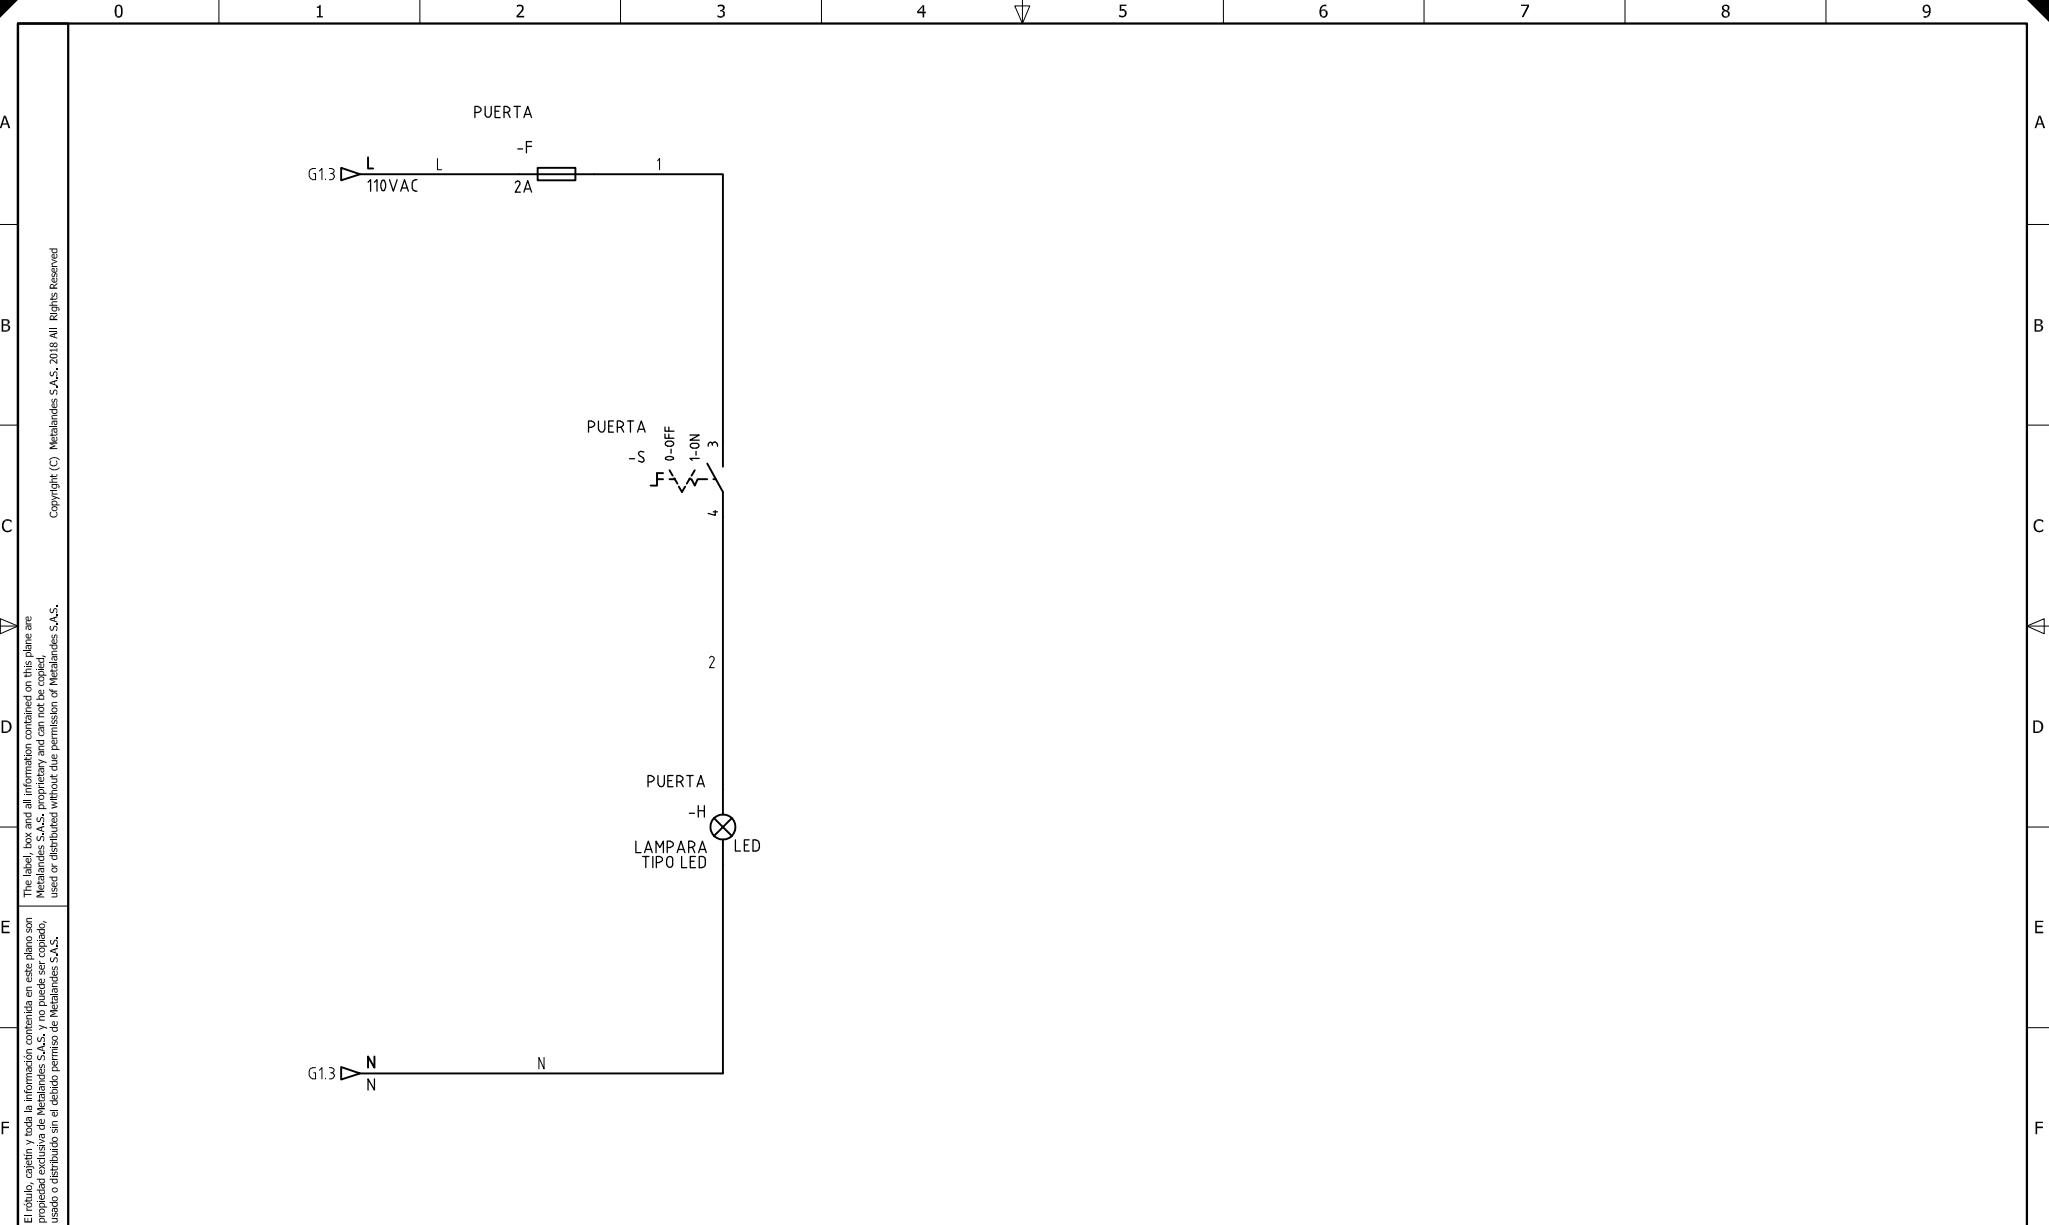 0 1 2 3 4 5 6 7 8 9
A A
PUERTA
-F
L L 1
G1.3
110VAC 2A
B B
Copyright (C) Metalandes S.A.S. 2018 All Rights Reserved
PUERTA
-S
0-OFF
1-ON
3
4
C C
The label, box and all information contained on this plane are
Metalandes S.A.S. proprietary and can not be copied,
used or distributed without due permission of Metalandes S.A.S.
2
D D
PUERTA
-H
LAMPARA LED
TIPO LED
E E
El rótulo, cajetín y toda la información contenida en este plano son
propiedad exclusiva de Metalandes S.A.S. y no puede ser copiado,
usado o distribuido sin el debido permiso de Metalandes S.A.S.
N N
G1.3
N
F F